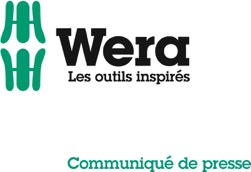 Wera
Les outils inspirés
Communiqué de presse